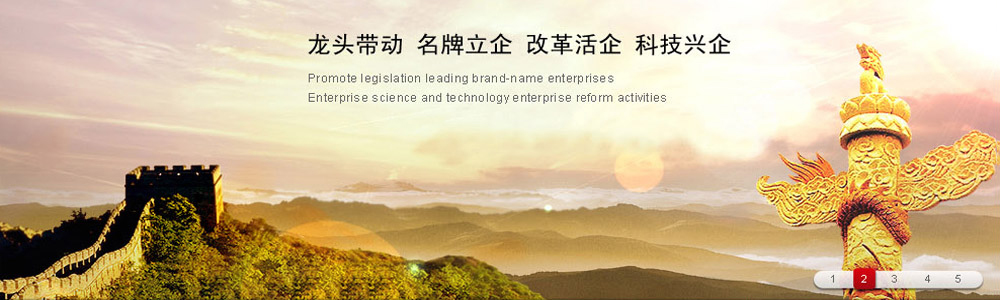 龙头带动 名牌立企 改革活企 科技兴企
Promote legislation leading brand-name enterprises
Enterprise science and technology enterprise reform activities
1 2 3 4 5